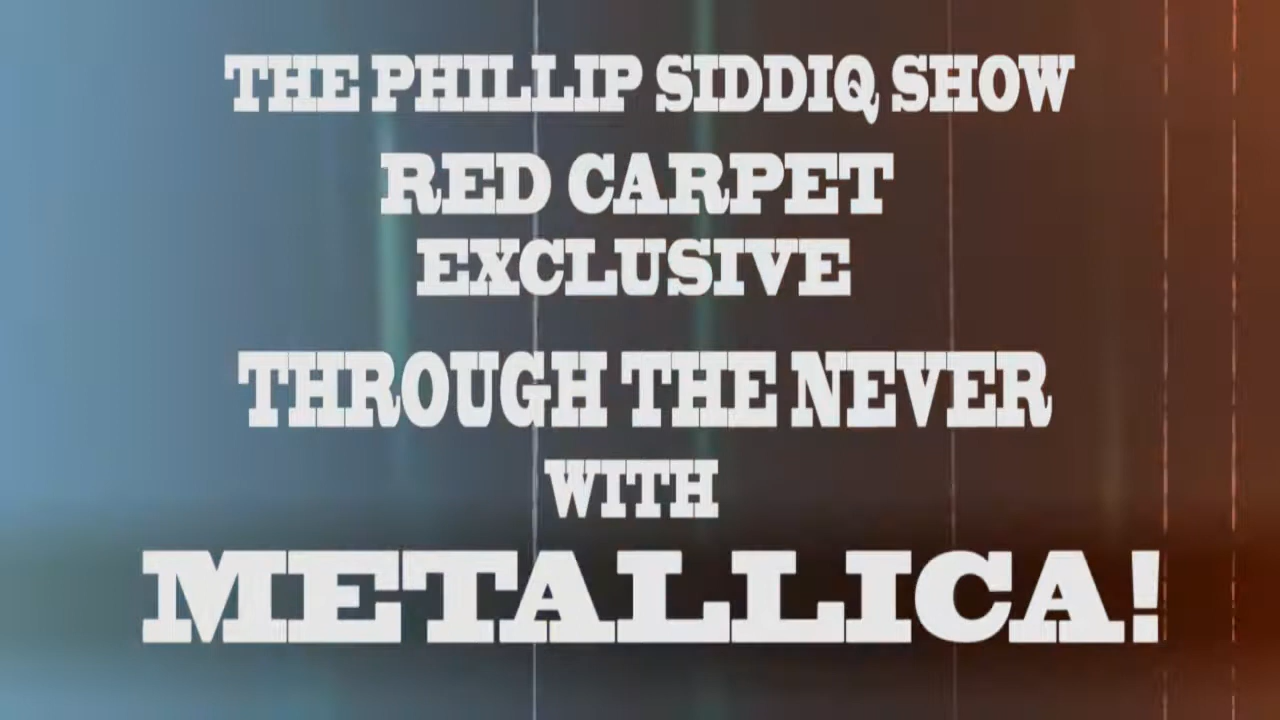 THE PHILLIP SIDDIQ SHOW
RED CARPET
EXCLUSIVE
THROUGH THE NEVER
WITH
METALLICA!